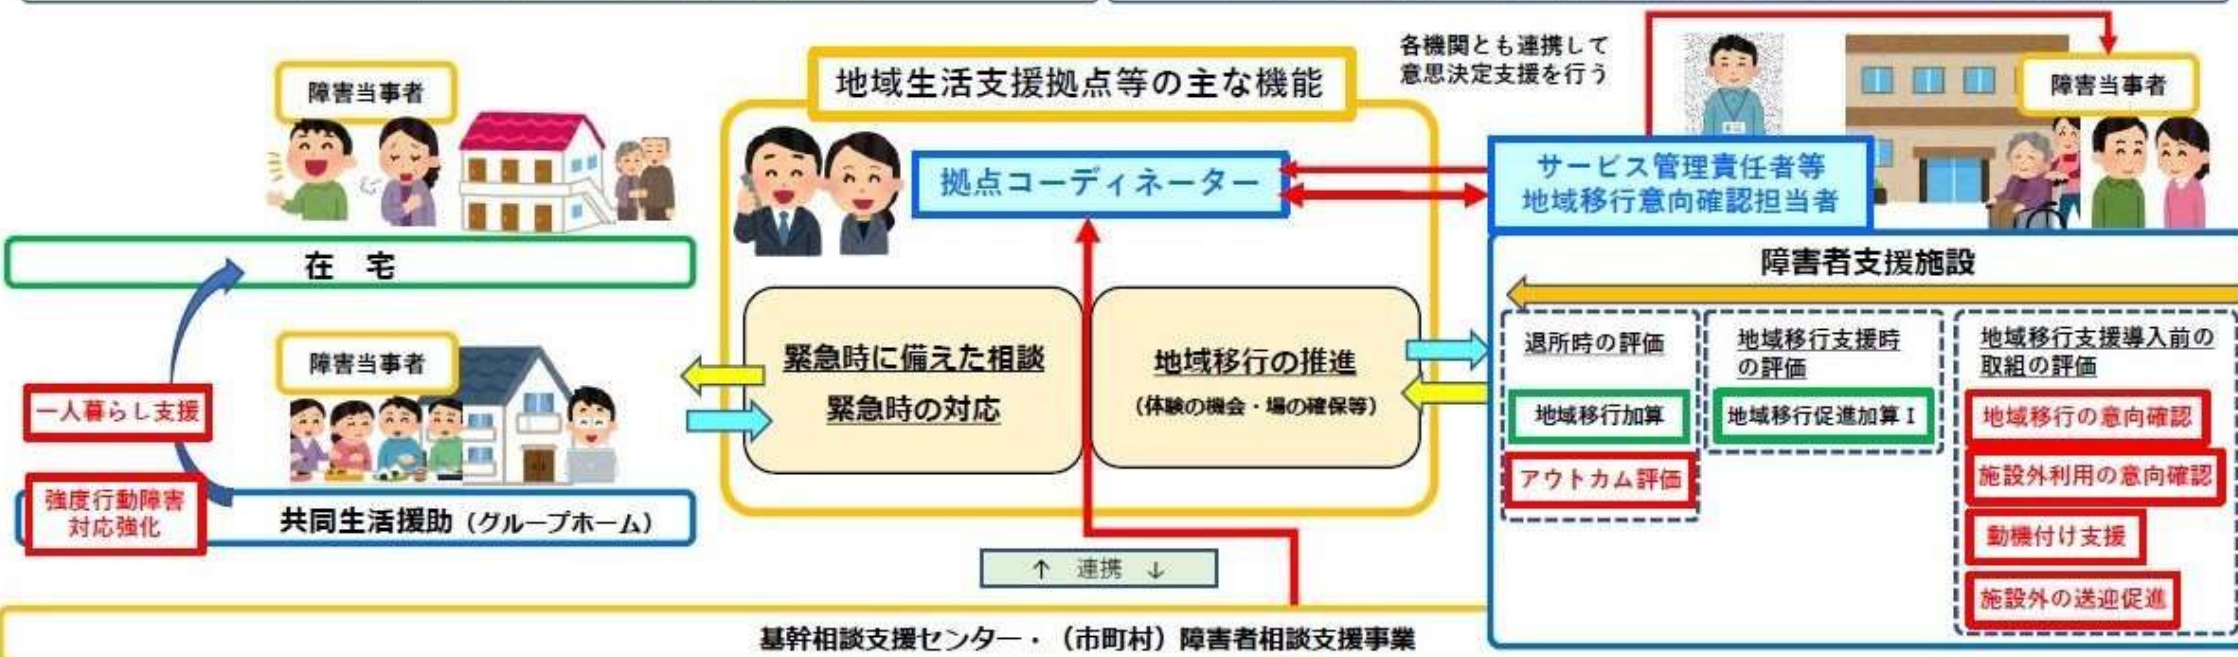 各機関とも連携して
意思決定支援を行う
障害当事者
地域生活支援拠点等の主な機能
障害当事者
拠点コーディネーター
サービス管理責任者等
地域移行意向確認担当者
在　宅
障害者支援施設
障害当事者
緊急時に備えた相談
緊急時の対応
地域移行の推進
（体験の機会・場の確保等）
退所時の評価
地域移行加算
アウトカム評価
地域移行支援時
の評価
地域移行促進加算Ⅰ
地域移行支援導入前の
取組の評価
地域移行の意向確認
施設外利用の意向確認
動機付け支援
施設外の送迎促進
一人暮らし支援
強度行動障害
対応強化
共同生活援助（グループホーム）
↑　連携　↓
基幹相談支援センター・（市町村）障害者相談支援事業